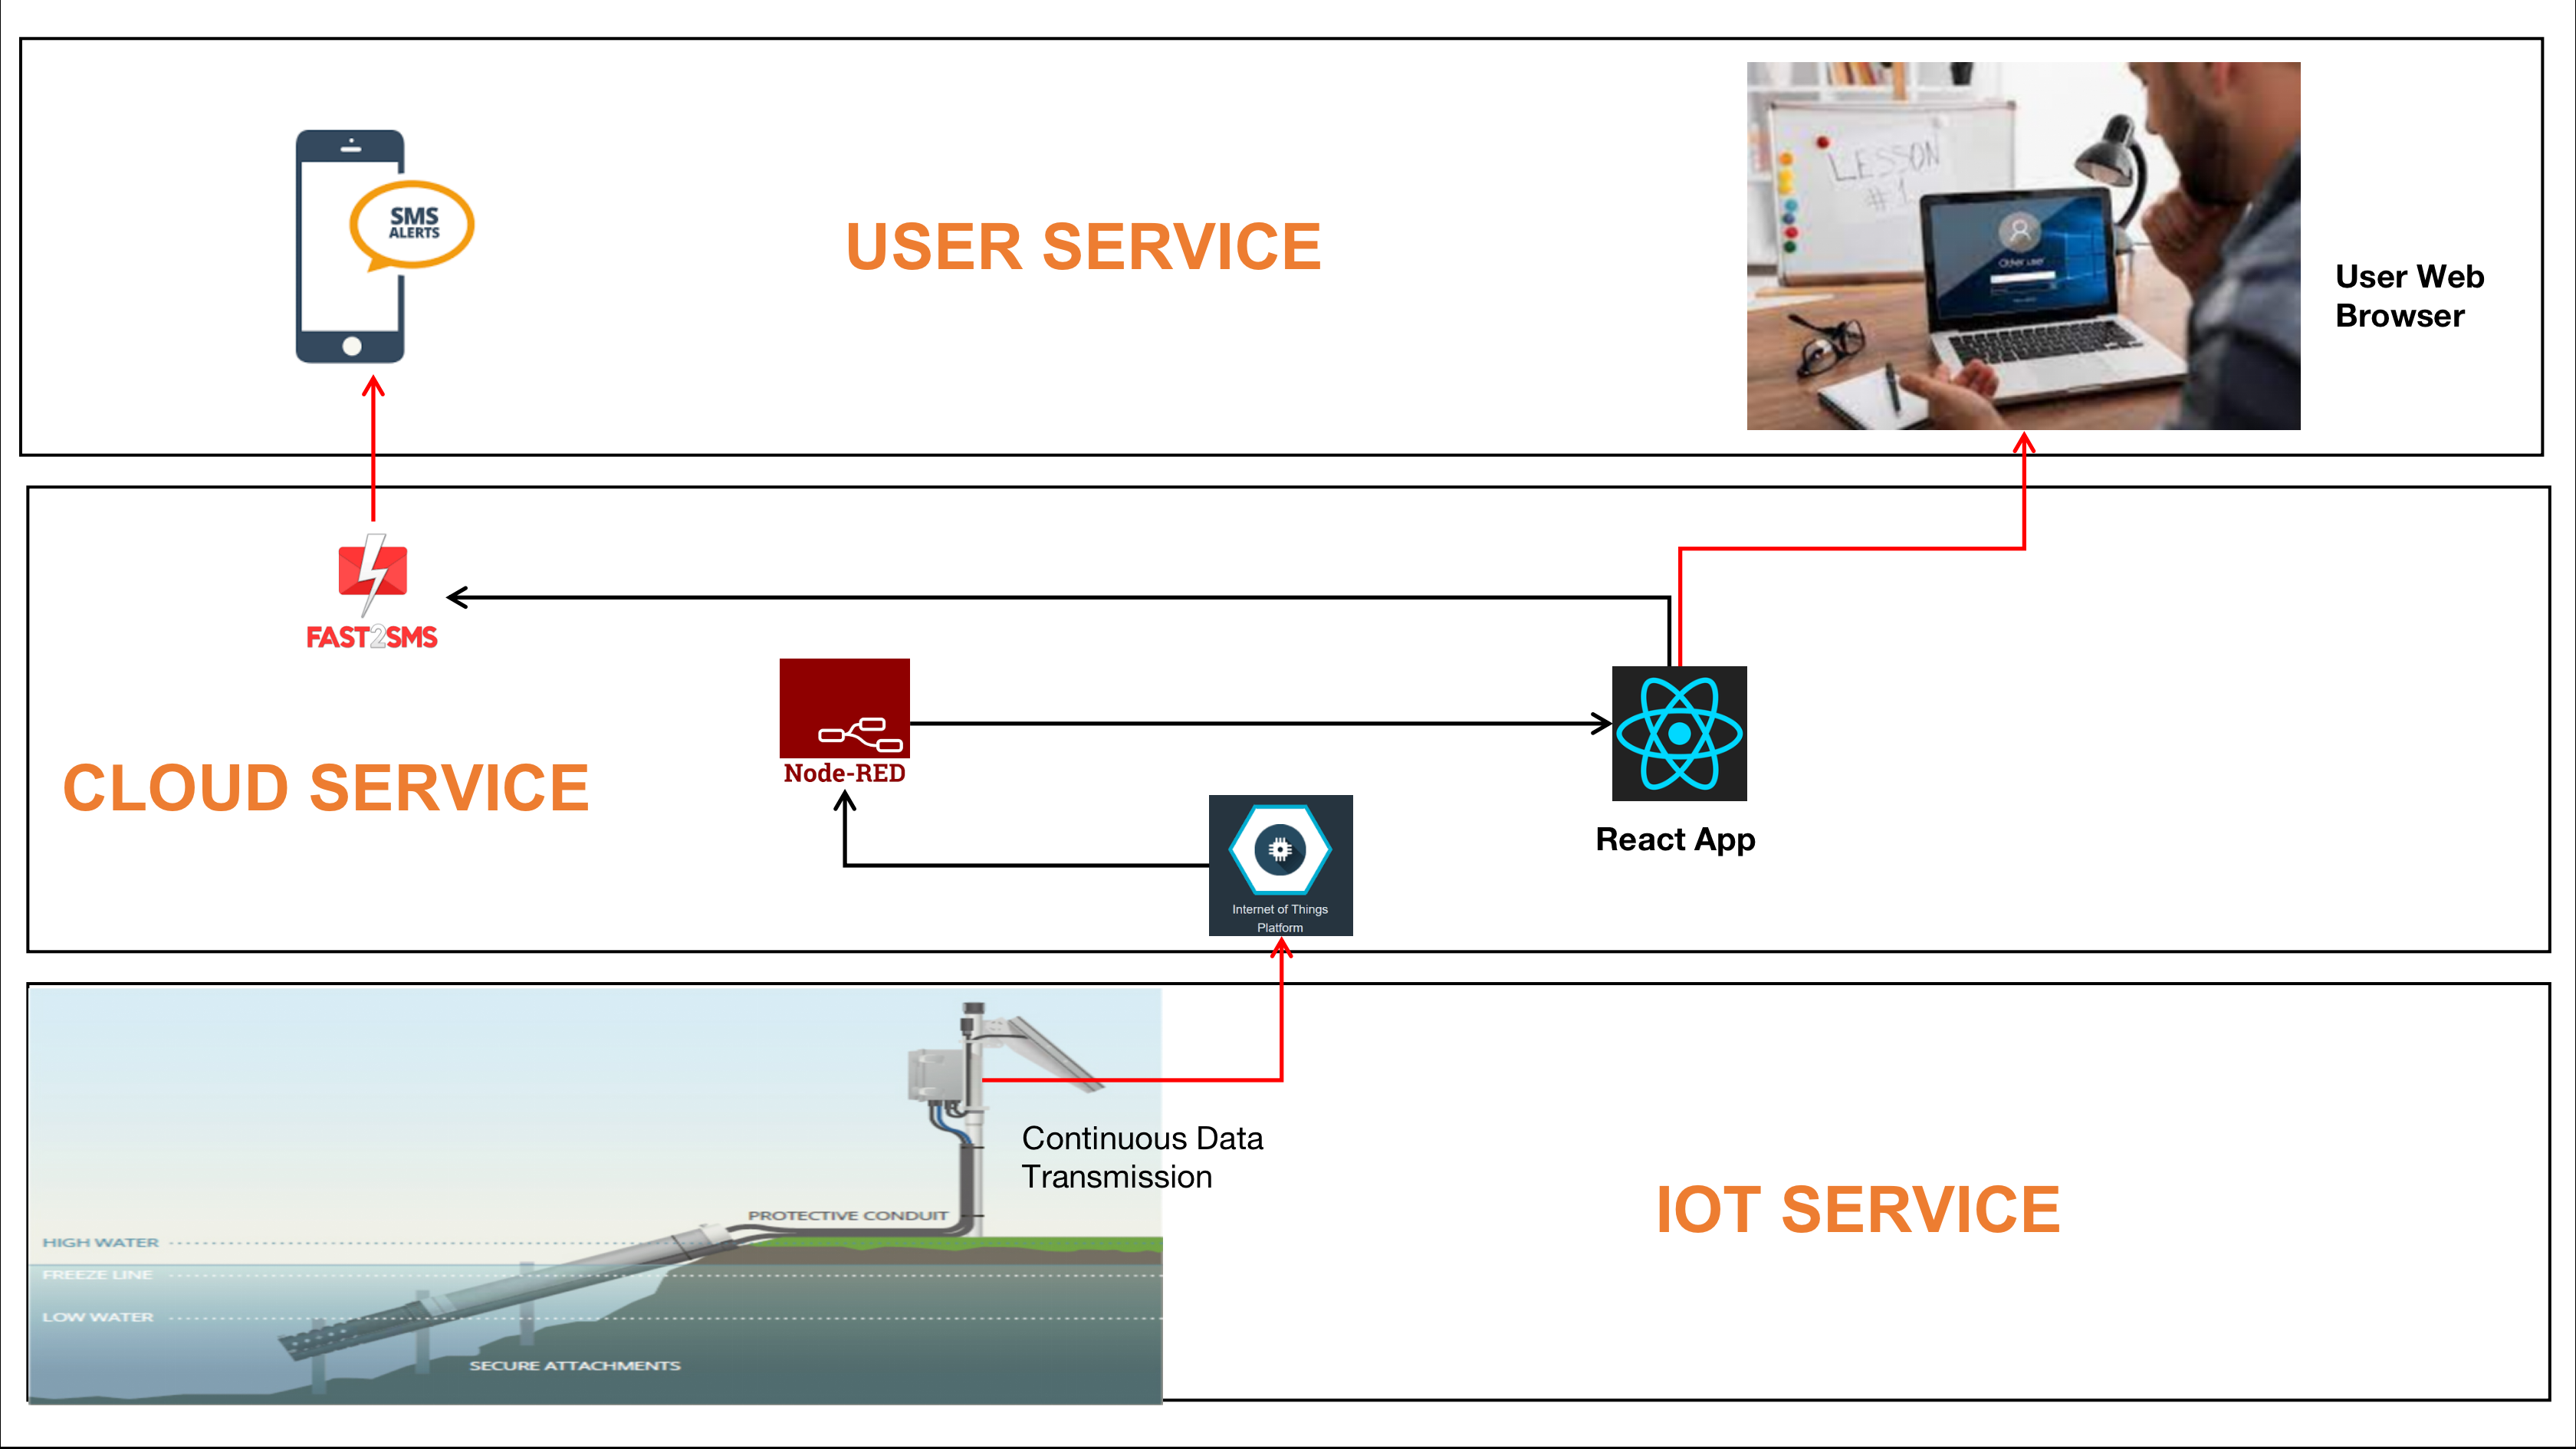 SMS
ALERTS
USER SERVICE
LESSON
#1
Other user
User Web
Browser
FAST2SMS
Node-RED
CLOUD SERVICE
React App
Internet of Things
Platform
Continuous Data
Transmission
PROTECTIVE CONDUIT
HIGH WATER
FREEZE LINE
LOW WATER
SECURE ATTACHMENTS
IOT SERVICE